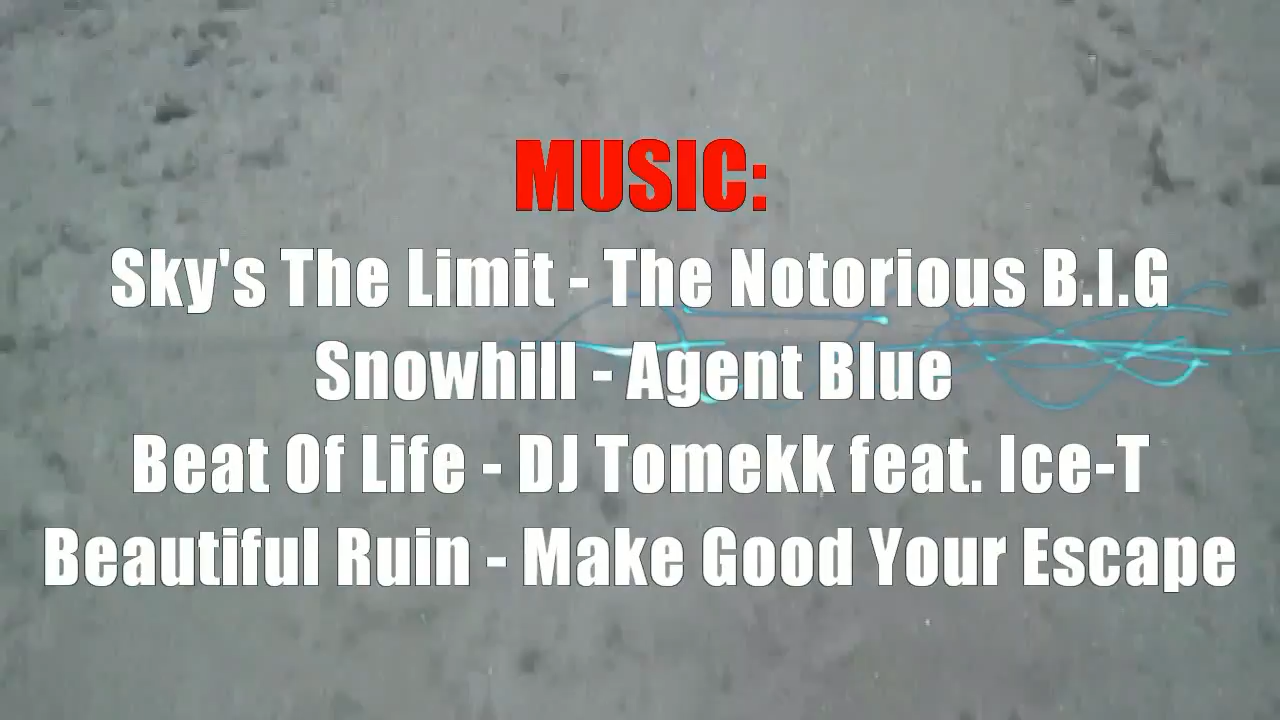 MUSIC:
Sky's The Limit - The Notorious B.I.G
Snowhill - Agent Blue
Beat Of Life - DJ Tomekk feat. Ice-T
Beautiful Ruin - Make Good Your Escape